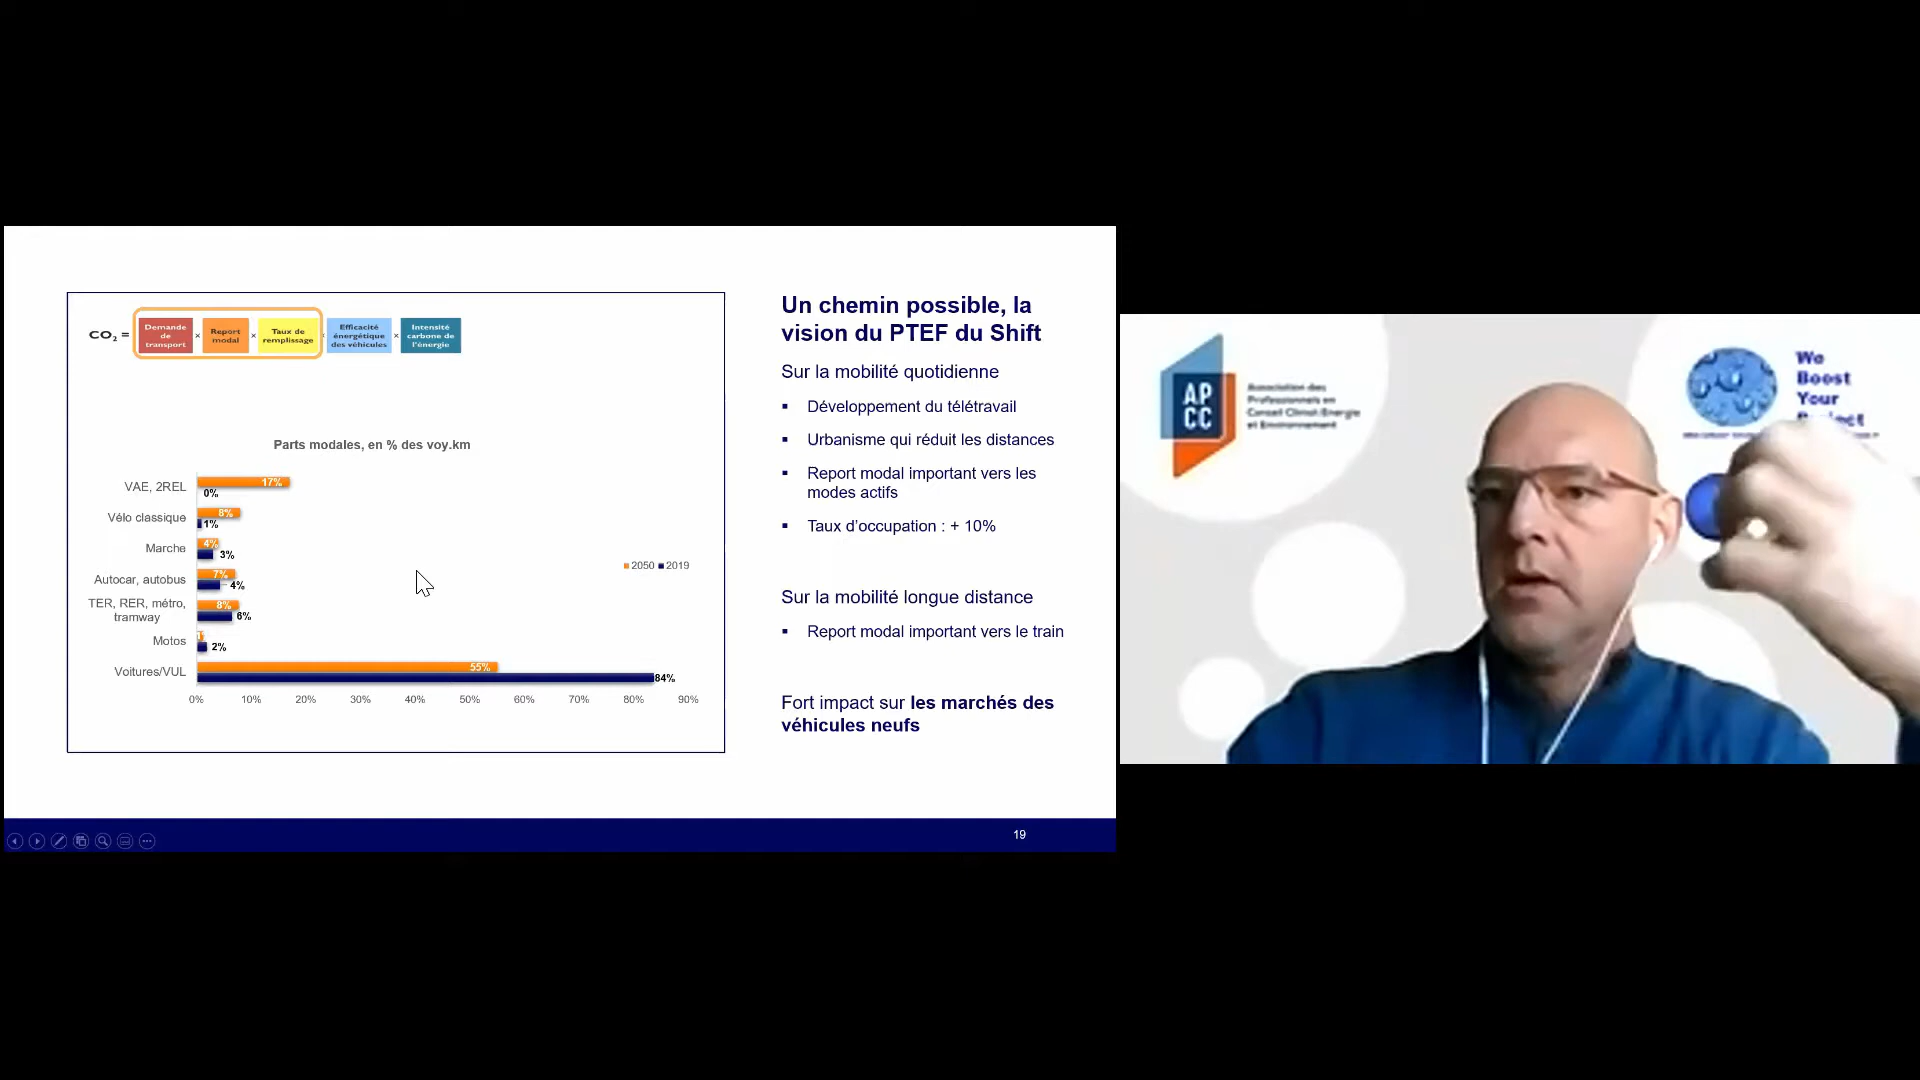 CO2 =
Demande
de
transport
×
Report
modal
×
Taux de
remplissage
×
Efficacité
énergétique
des véhicules
×
Intensité
carbone de
l'énergie
Parts modales, en % des voy.km
VAE, 2REL
17%
0%
Vélo classique
8%
1%
Marche
4%
3%
Autocar, autobus
7%
4%
TER, RER, métro,
tramway
8%
6%
Motos
2%
Voitures/VUL
55%
84%
0% 10% 20% 30% 40% 50% 60% 70% 80% 90%
2050 2019
Un chemin possible, la
vision du PTEF du Shift
Sur la mobilité quotidienne
▪ Développement du télétravail
▪ Urbanisme qui réduit les distances
▪ Report modal important vers les
modes actifs
▪ Taux d'occupation : + 10%
Sur la mobilité longue distance
▪ Report modal important vers le train
Fort impact sur les marchés des
véhicules neufs
19
AP
CC
Association des
Professionnels en
Conseil Climat Energie
et Environnement
We
Boost
Your